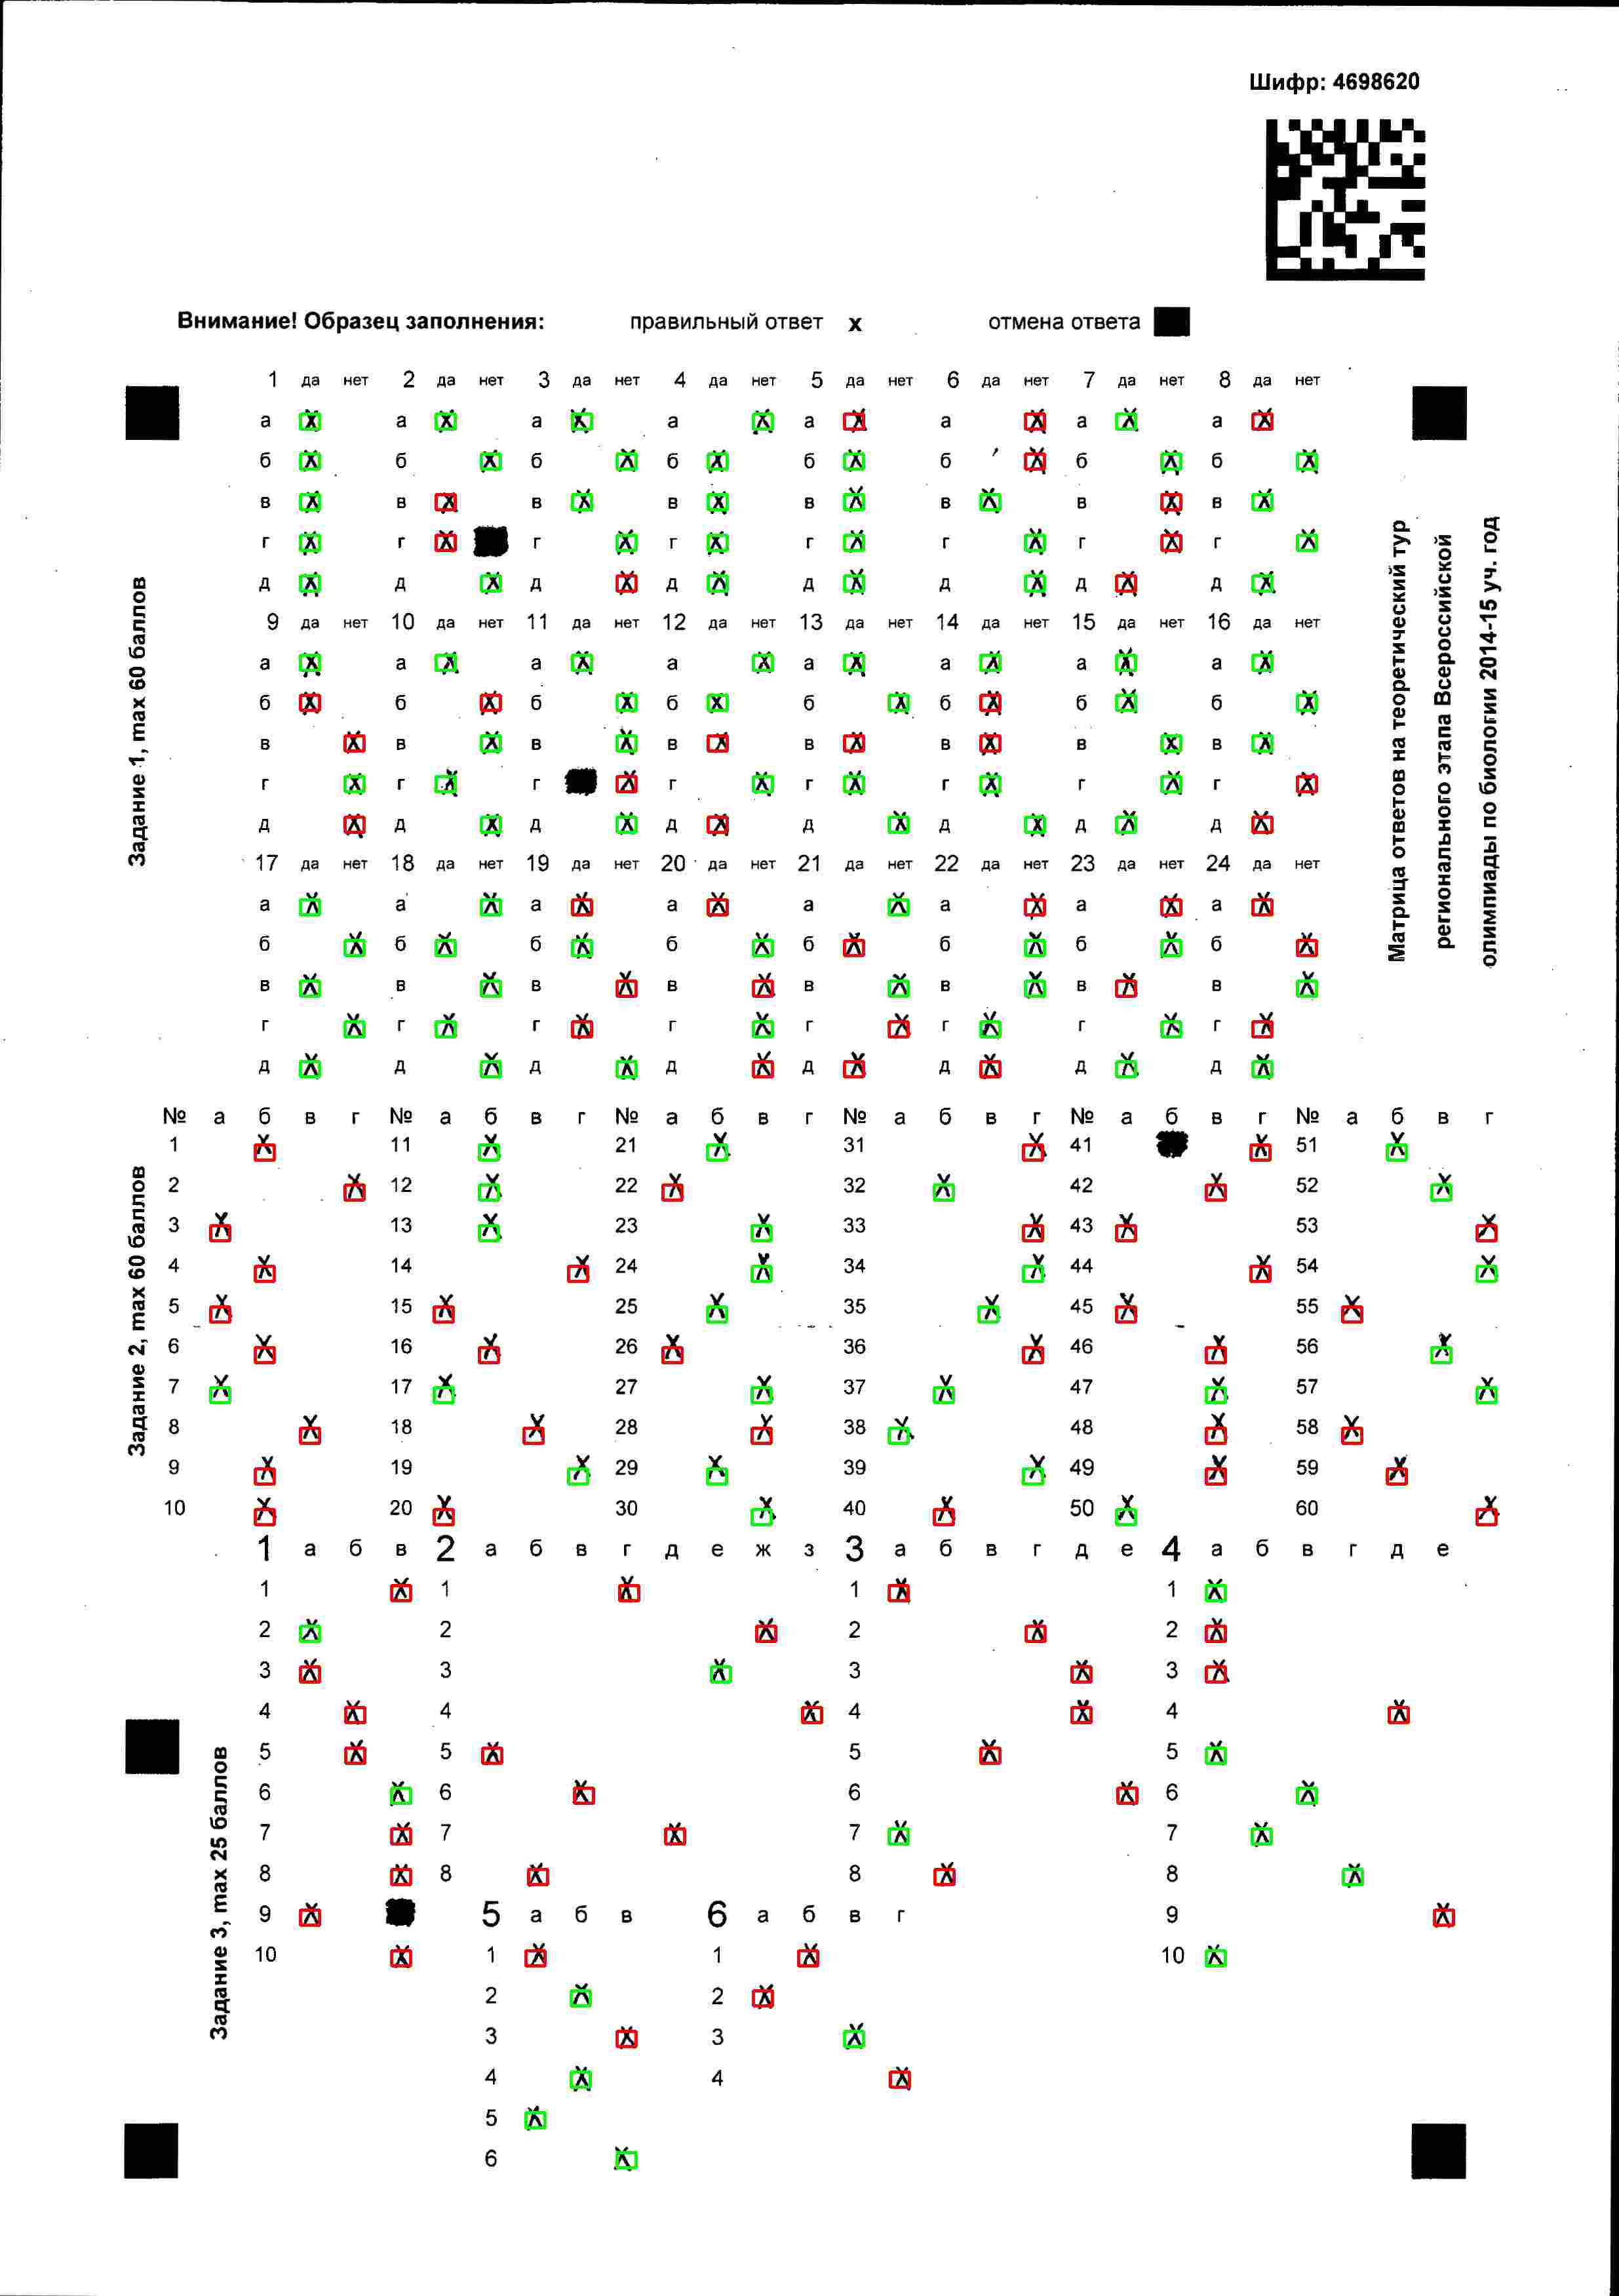 Шифр: 4698620
Внимание! Образец заполнения: правильный ответ х отмена ответа
1 да нет 2 да нет 3 да нет 4 да нет 5 да нет 6 да нет 7 да нет 8 да нет
а а а а а а а а
б б б б б б б б
в в в в в в в в
г г г г г г г г
д д д д д д д д
9 да нет 10 да нет 11 да нет 12 да нет 13 да нет 14 да нет 15 да нет 16 да нет
а а а а а а а а
б б б б б б б б
в в в в в в в в
г г г г г г г г
д д д д д д д д
17 да нет 18 да нет 19 да нет 20 да нет 21 да нет 22 да нет 23 да нет 24 да нет
а а а а а а а а
б б б б б б б б
в в в в в в в в
г г г г г г г г
д д д д д д д д
Задание 1, max 60 баллов
Матрица ответов на теоретический тур
регионального этапа Всероссийской
олимпиады по биологии 2014-15 уч. год
№ а б в г № а б в г № а б в г № а б в г № а б в г № а б в г
1 11 21 31 41 51
2 12 22 32 42 52
3 13 23 33 43 53
4 14 24 34 44 54
5 15 25 35 45 55
6 16 26 36 46 56
7 17 27 37 47 57
8 18 28 38 48 58
9 19 29 39 49 59
10 20 30 40 50 60
Задание 2, max 60 баллов
1 а б в 2 а б в г д е ж з 3 а б в г д е 4 а б в г д е
1 1 1 1
2 2 2 2
3 3 3 3
4 4 4 4
5 5 5 5
6 6 6 6
7 7 7 7
8 8 8 8
9 5 а б в 6 а б в г 9
10 1 1 10
2 2
3 3
4 4
5
6
Задание 3, max 25 баллов